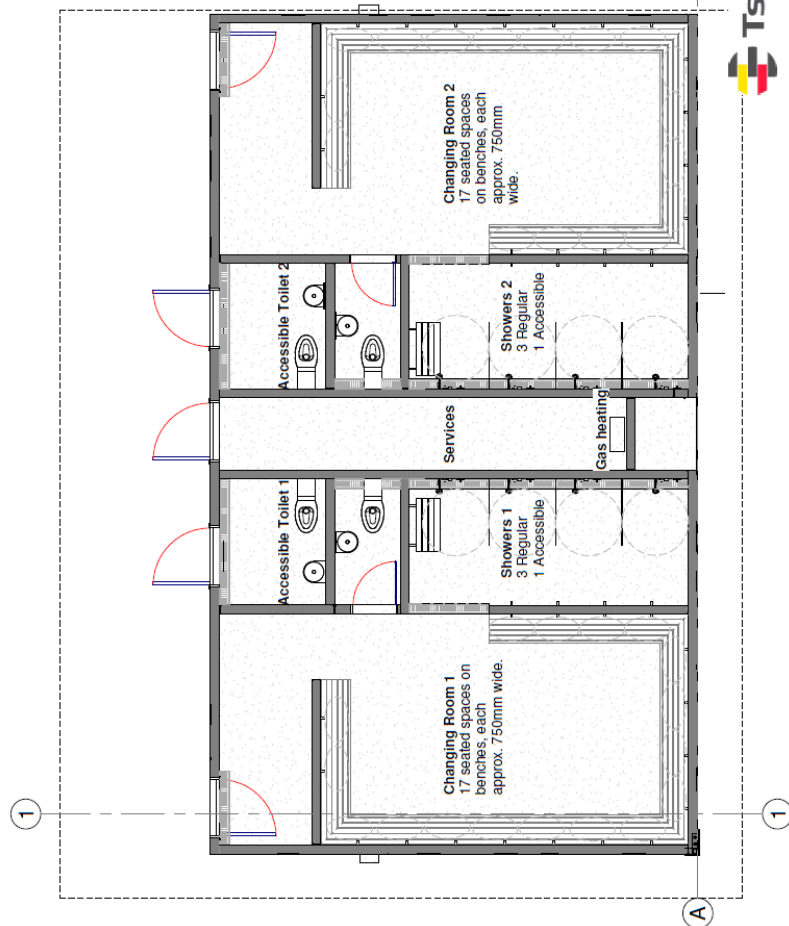 Changing Room 1
17 seated spaces on
benches, each
approx. 750mm wide.
Accessible Toilet 1
Showers 1
3 Regular
1 Accessible
Services
Gas heating
Accessible Toilet 2
Showers 2
3 Regular
1 Accessible
Changing Room 2
17 seated spaces
on benches, each
approx. 750mm
wide.
1
1
A
Ts